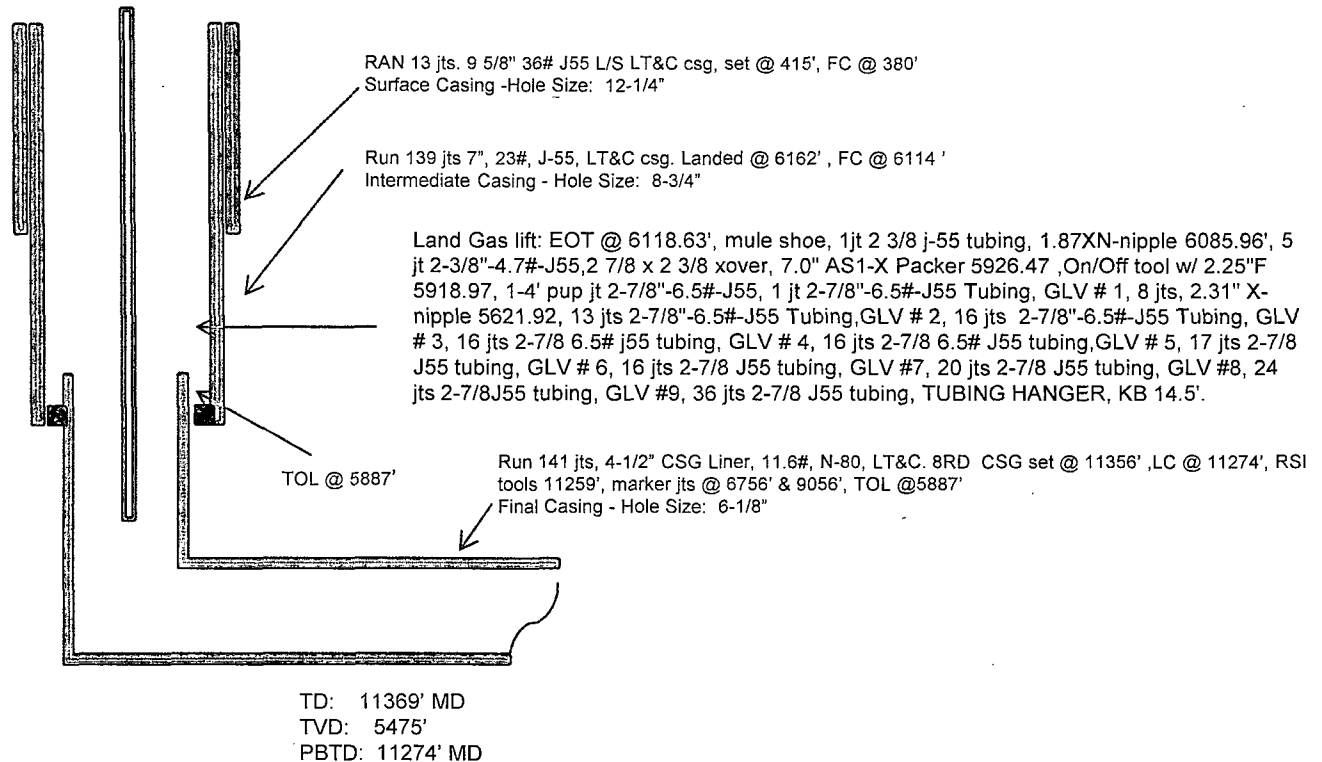 RAN 13 jts. 9 5/8" 36# J55 L/S LT&C csg, set @ 415', FC @ 380'
Surface Casing -Hole Size: 12-1/4"
Run 139 jts 7", 23#, J-55, LT&C csg. Landed @ 6162' , FC @ 6114 '
Intermediate Casing - Hole Size: 8-3/4"
Land Gas lift: EOT @ 6118.63', mule shoe, 1jt 2 3/8 j-55 tubing, 1.87XN-nipple 6085.96', 5
jt 2-3/8"-4.7#-J55,2 7/8 x 2 3/8 xover, 7.0" AS1-X Packer 5926.47 ,On/Off tool w/ 2.25"F
5918.97, 1-4' pup jt 2-7/8"-6.5#-J55, 1 jt 2-7/8"-6.5#-J55 Tubing, GLV # 1, 8 jts, 2.31" X-
nipple 5621.92, 13 jts 2-7/8"-6.5#-J55 Tubing,GLV # 2, 16 jts 2-7/8"-6.5#-J55 Tubing, GLV
# 3, 16 jts 2-7/8 6.5# j55 tubing, GLV # 4, 16 jts 2-7/8 6.5# J55 tubing,GLV # 5, 17 jts 2-7/8
J55 tubing, GLV # 6, 16 jts 2-7/8 J55 tubing, GLV #7, 20 jts 2-7/8 J55 tubing, GLV #8, 24
jts 2-7/8J55 tubing, GLV #9, 36 jts 2-7/8 J55 tubing, TUBING HANGER, KB 14.5'.
TOL @ 5887'
Run 141 jts, 4-1/2" CSG Liner, 11.6#, N-80, LT&C. 8RD CSG set @ 11356' ,LC @ 11274', RSI
tools 11259', marker jts @ 6756' & 9056', TOL @5887'
Final Casing - Hole Size: 6-1/8"
TD: 11369' MD
TVD: 5475'
PBTD: 11274' MD